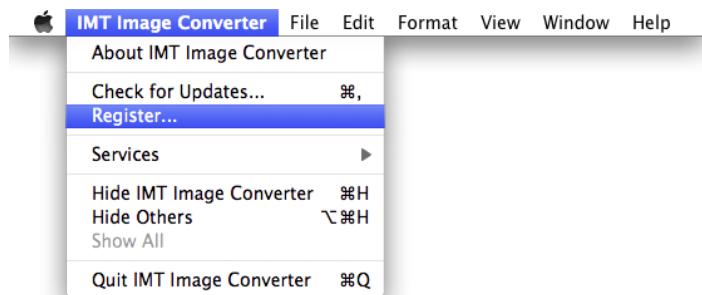 IMT Image Converter File Edit Format View Window Help
About IMT Image Converter
Check for Updates... ⌘,
Register...
Services
Hide IMT Image Converter ⌘H
Hide Others ⌥⌘H
Show All
Quit IMT Image Converter ⌘Q